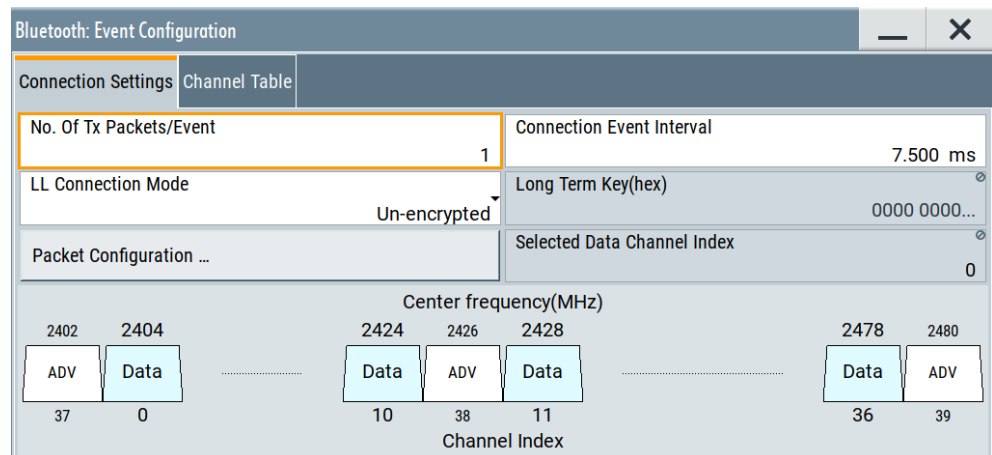 Bluetooth: Event Configuration
Connection Settings Channel Table
No. Of Tx Packets/Event
1
Connection Event Interval
7.500 ms
LL Connection Mode
Un-encrypted
Long Term Key(hex)
0000 0000...
Packet Configuration ...
Selected Data Channel Index
0
Center frequency(MHz)
2402 2404 2424 2426 2428 2478 2480
ADV Data Data ADV Data Data ADV
37 0 10 38 11 36 39
Channel Index